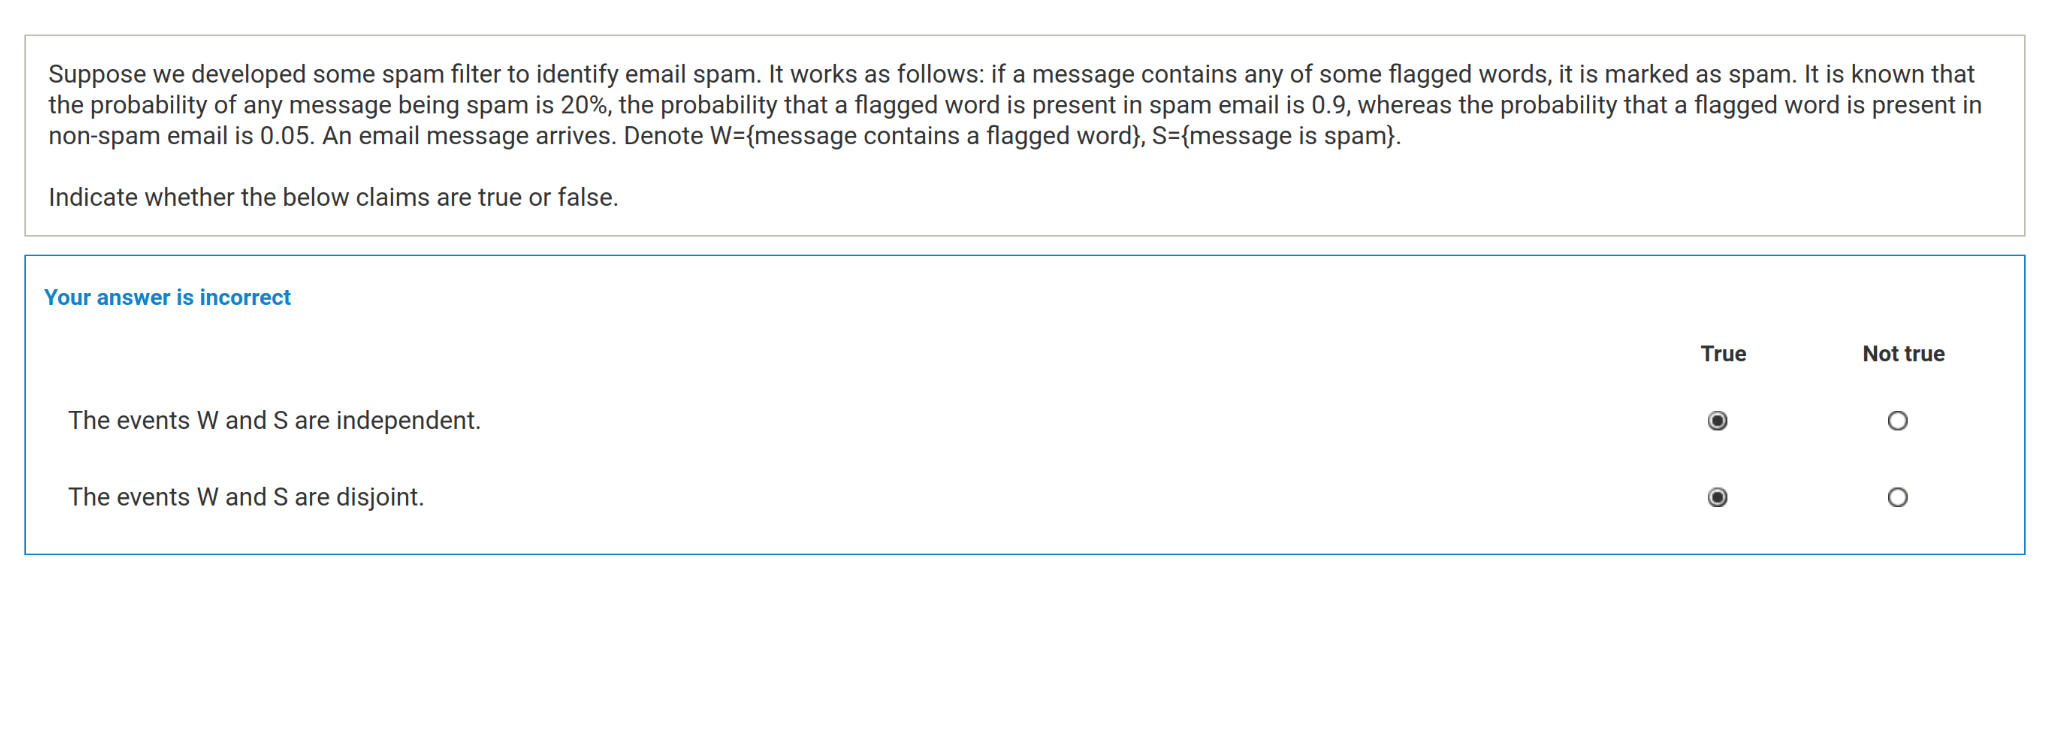 Suppose we developed some spam filter to identify email spam. It works as follows: if a message contains any of some flagged words, it is marked as spam. It is known that
the probability of any message being spam is 20%, the probability that a flagged word is present in spam email is 0.9, whereas the probability that a flagged word is present in
non-spam email is 0.05. An email message arrives. Denote W={message contains a flagged word}, S={message is spam}.
Indicate whether the below claims are true or false.
Your answer is incorrect
True Not true
The events W and S are independent.
The events W and S are disjoint.